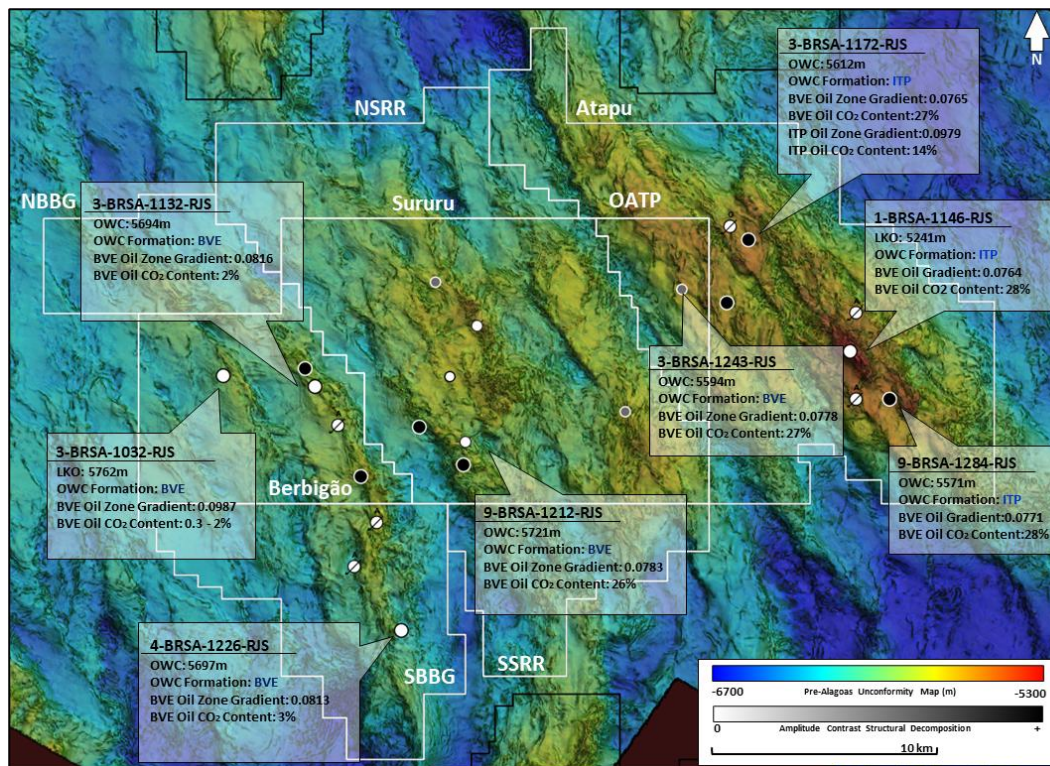 3-BRSA-1172-RJS
OWC: 5612m
OWC Formation: ITP
BVE Oil Zone Gradient: 0.0765
BVE Oil CO₂ Content:27%
ITP Oil Zone Gradient:0.0979
ITP Oil CO₂ Content: 14%
N
NSRR
Atapu
NBBG
3-BRSA-1132-RJS
OWC: 5694m
OWC Formation: BVE
BVE Oil Zone Gradient: 0.0816
BVE Oil CO₂ Content: 2%
Sururu
OATP
1-BRSA-1146-RJS
LKO: 5241m
OWC Formation: ITP
BVE Oil Gradient: 0.0764
BVE Oil CO2 Content: 28%
3-BRSA-1243-RJS
OWC: 5594m
OWC Formation: BVE
BVE Oil Zone Gradient: 0.0778
BVE Oil CO₂ Content: 27%
3-BRSA-1032-RJS
LKO: 5762m
OWC Formation: BVE
BVE Oil Zone Gradient: 0.0987
BVE Oil CO₂ Content: 0.3 - 2%
Berbigão
9-BRSA-1212-RJS
OWC: 5721m
OWC Formation: BVE
BVE Oil Zone Gradient: 0.0783
BVE Oil CO₂ Content: 26%
9-BRSA-1284-RJS
OWC: 5571m
OWC Formation: ITP
BVE Oil Gradient:0.0771
BVE Oil CO₂ Content:28%
4-BRSA-1226-RJS
OWC: 5697m
OWC Formation: BVE
BVE Oil Zone Gradient: 0.0813
BVE Oil CO₂ Content: 3%
SBBG
SSRR
-6700 Pre-Alagoas Unconformity Map (m) -5300
0 Amplitude Contrast Structural Decomposition +
10 km